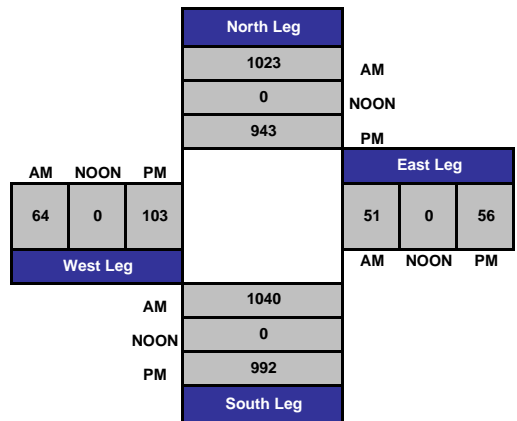 North Leg
1023 AM
0 NOON
943 PM
East Leg
AM NOON PM
64 0 103
51 0 56
West Leg
AM NOON PM
AM 1040
NOON 0
PM 992
South Leg